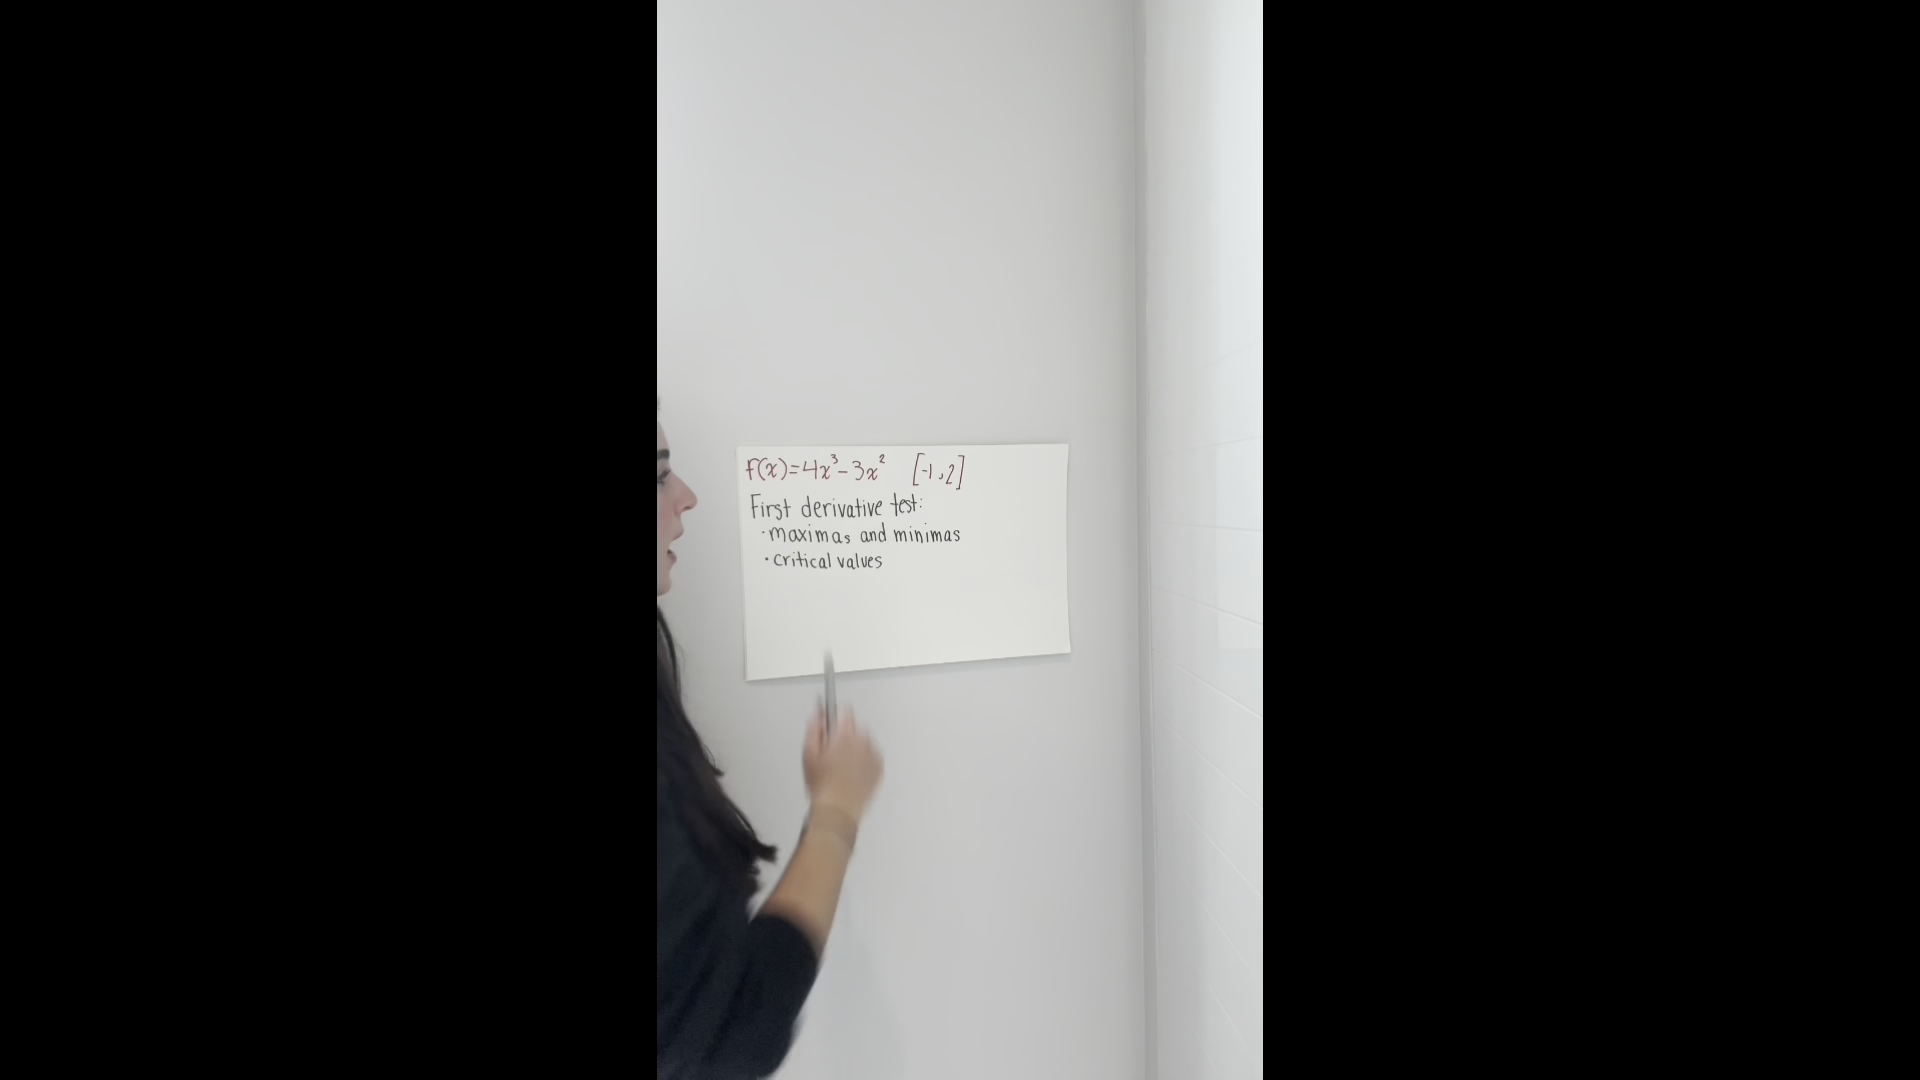 f(x)=4x³-3x² [-1,2]
First derivative test:
·maximas and minimas
·critical values